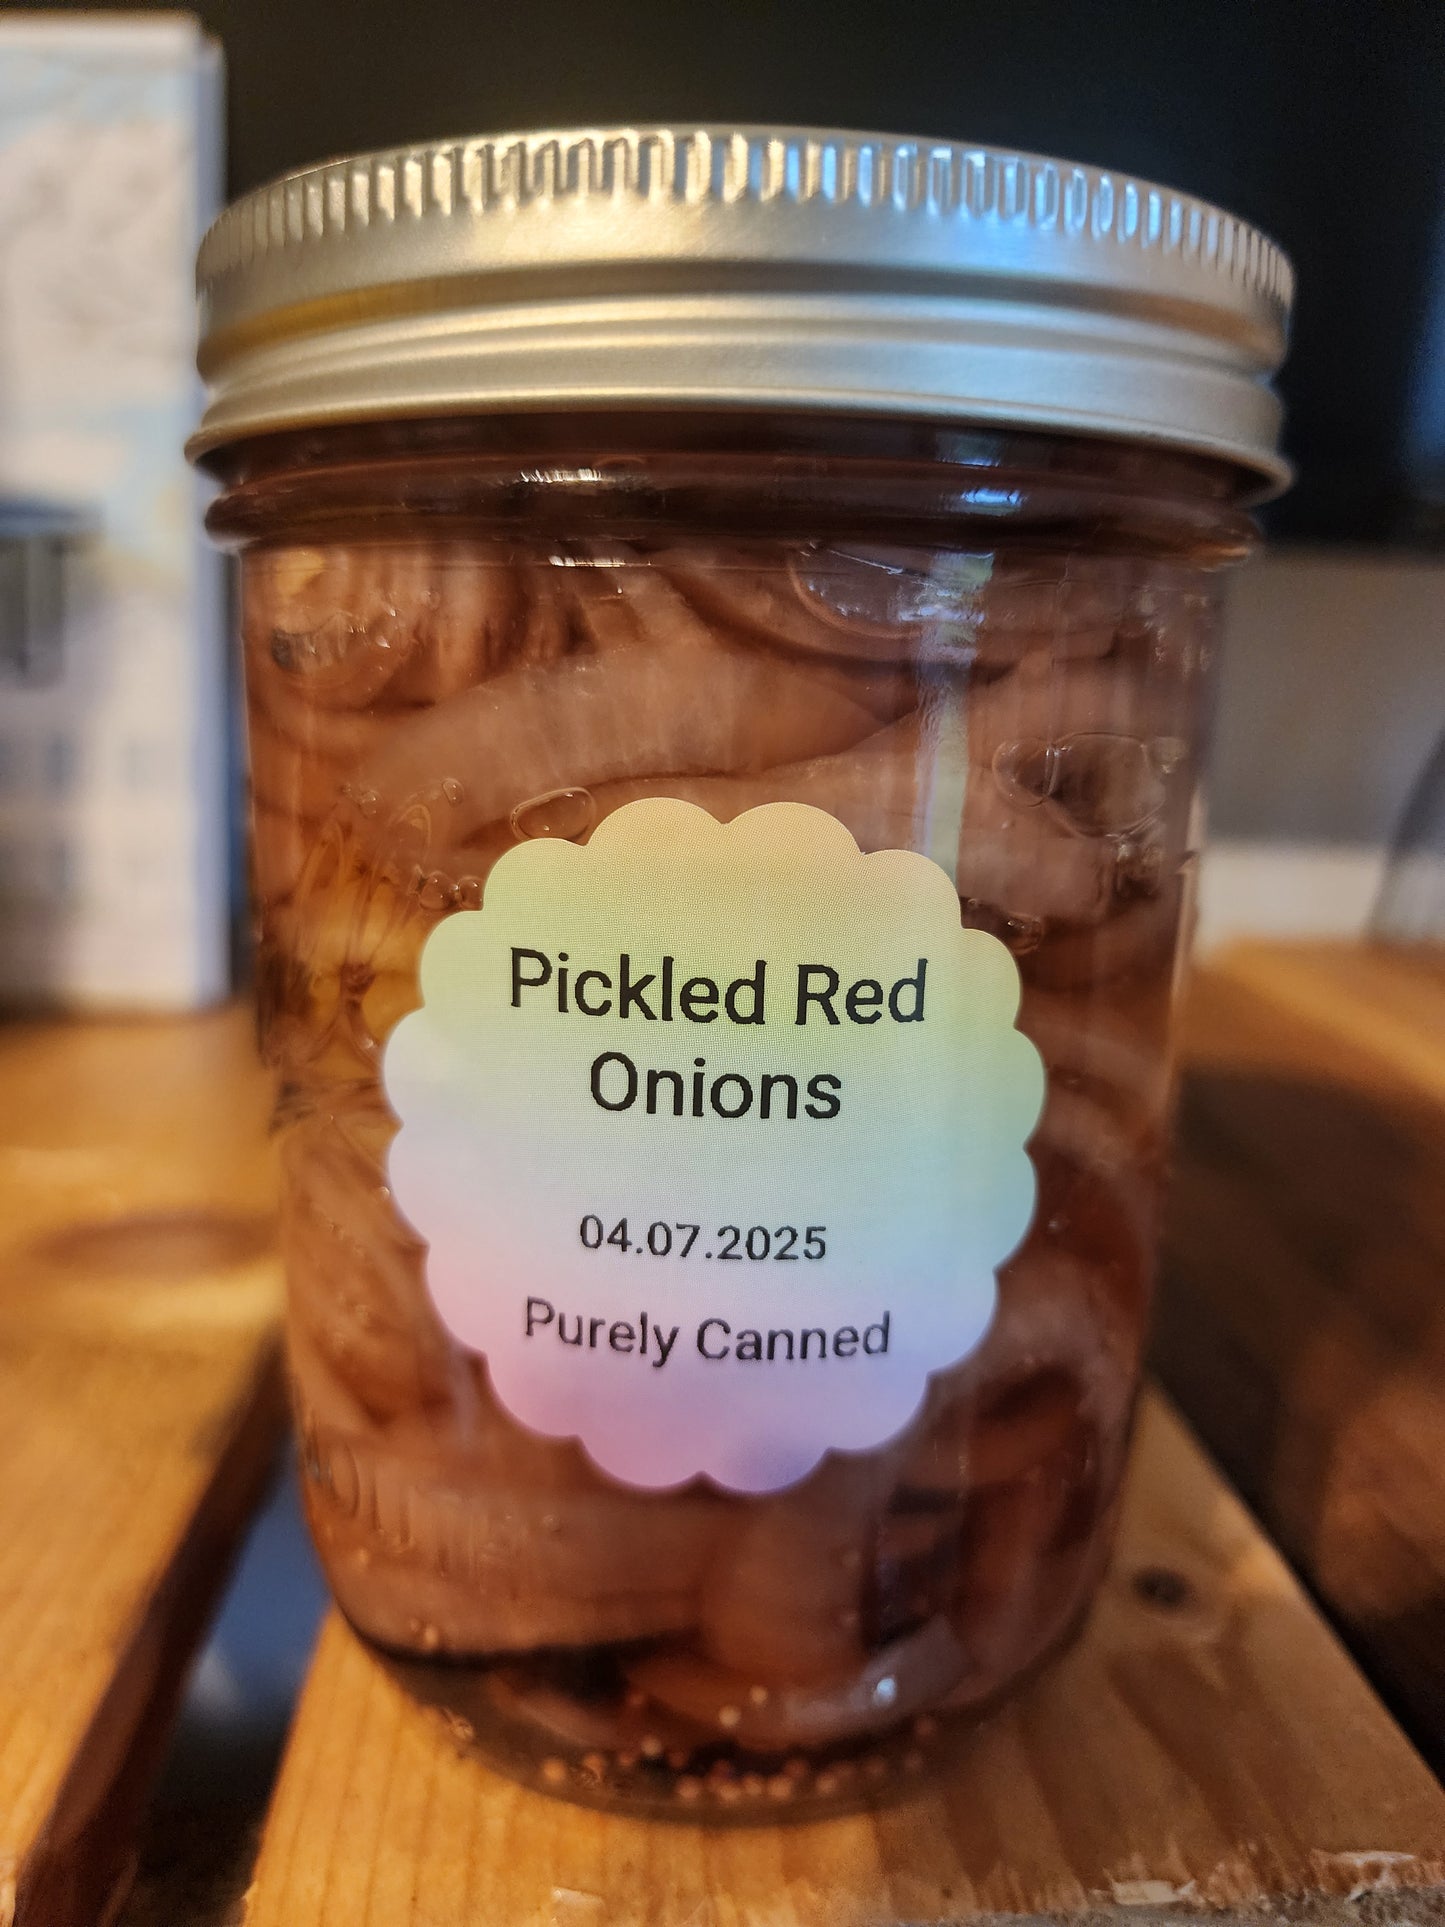 Pickled Red
Onions
04.07.2025
Purely Canned